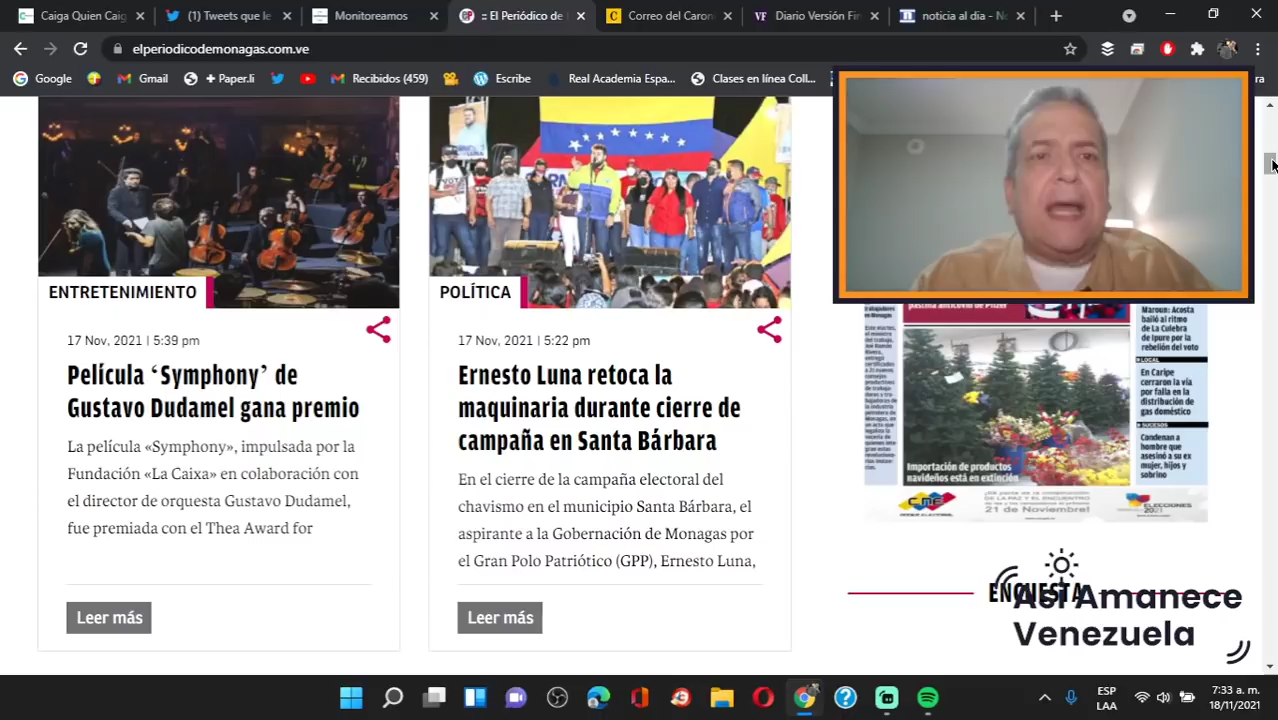 Caiga Quien Caig
Tweets que le
Monitoreamos
:: El Periódico de
Correo del Caron
Diario Versión Fin
noticia al dia - No
elperiodicodemonagas.com.ve
Google
Gmail
+ Paper.li
Recibidos (459)
Escribe
Real Academia Espa...
Clases en línea Coll...
ENTRETENIMIENTO
17 Nov, 2021 | 5:39 pm
Película ‘Symphony’ de
Gustavo Dudamel gana premio
La película «Symphony», impulsada por la
Fundación «La Caixa» en colaboración con
el director de orquesta Gustavo Dudamel,
fue premiada con el Thea Award for
Leer más
POLÍTICA
17 Nov, 2021 | 5:22 pm
Ernesto Luna retoca la
maquinaria durante cierre de
campaña en Santa Bárbara
En el cierre de la campaña electoral del
chavismo en el municipio Santa Bárbara, el
aspirante a la Gobernación de Monagas por
el Gran Polo Patriótico (GPP), Ernesto Luna,
Leer más
Maroun: Acosta
bailó al ritmo
de La Culebra
de Ipure por la
rebelión del voto
LOCAL
En Caripe
cerraron la vía
por falla en la
distribución de
gas doméstico
SUCESOS
Condenan a
hombre que
asesinó a su ex
mujer, hijos y
sobrino
Importación de productos
navideños está en extinción
21 de Noviembre!
ELECCIONES
2021
ENCUESTA
Así Amanece
Venezuela
ESP
LAA
7:33 a. m.
18/11/2021